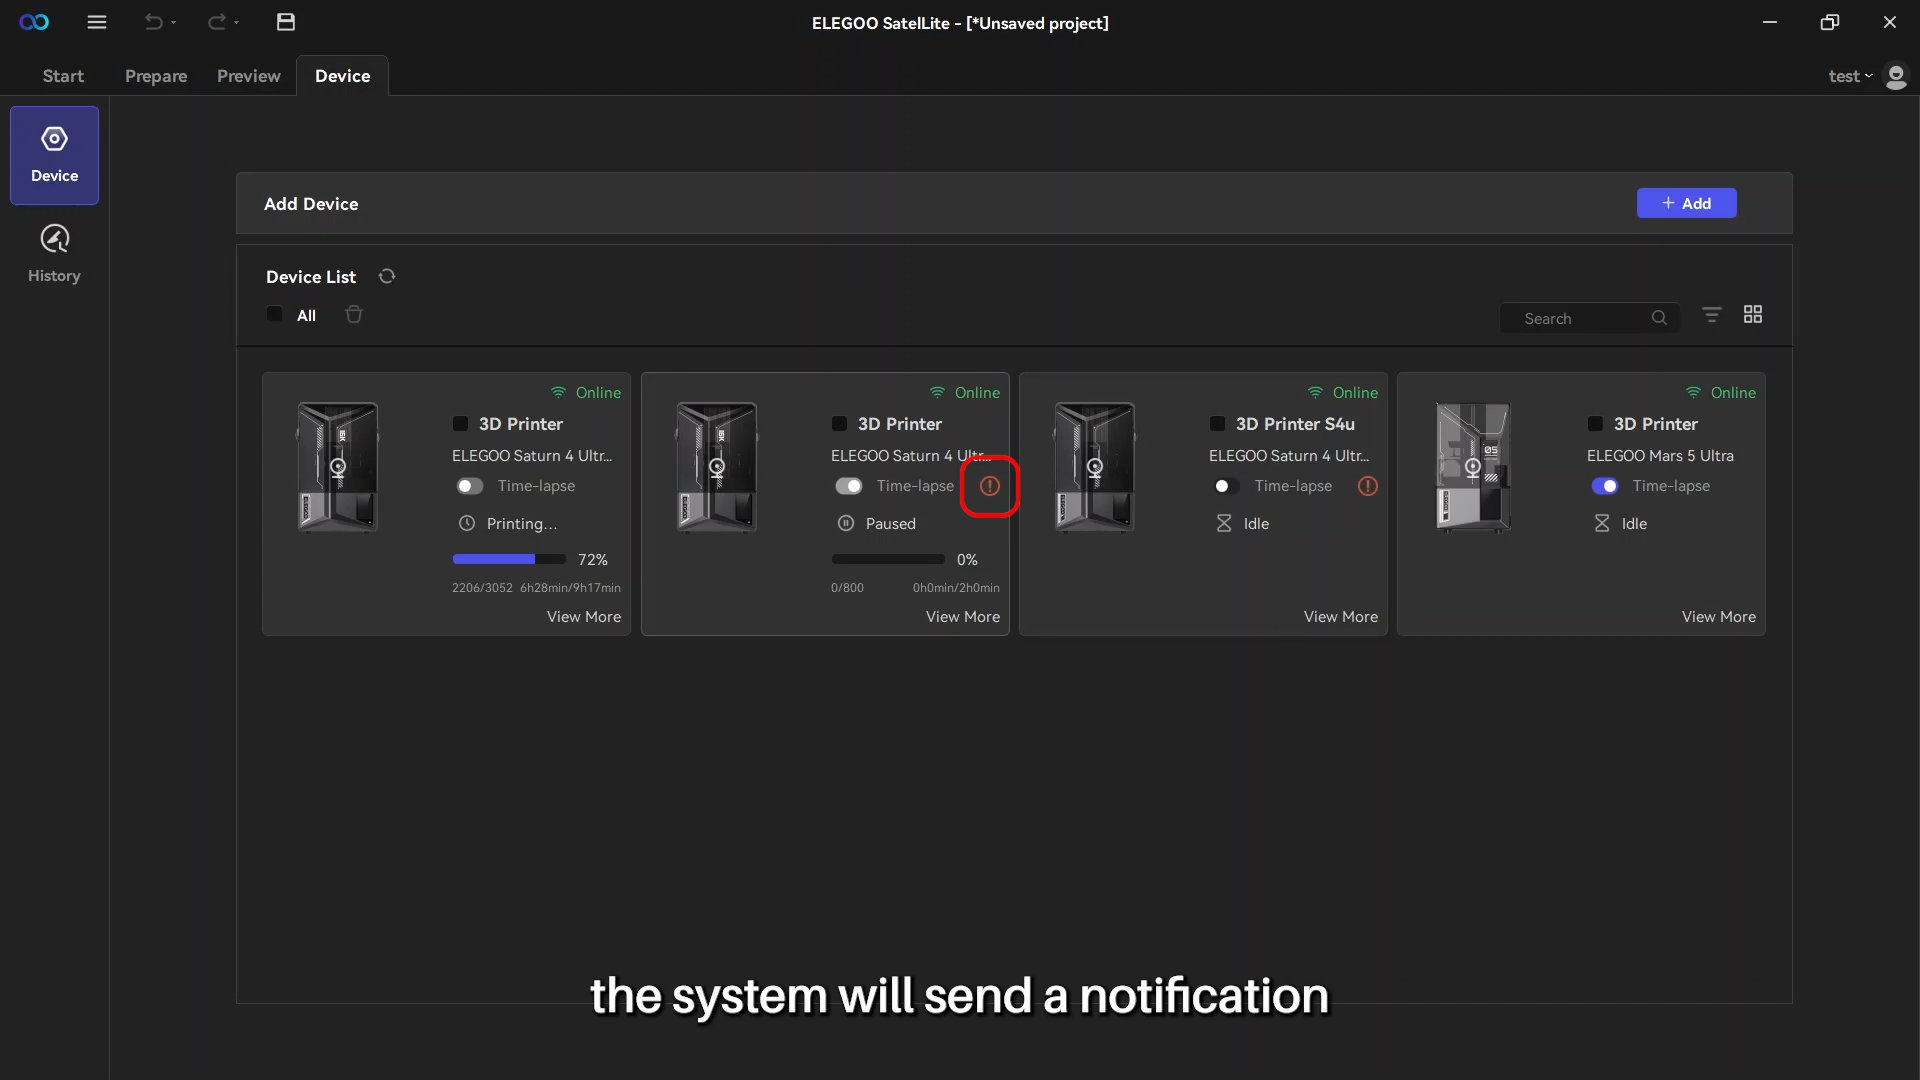 ELEGOO SatelLite - [*Unsaved project]
Start Prepare Preview Device
test
Device
History
Add Device
+ Add
Device List
All
Search
Online
3D Printer
ELEGOO Saturn 4 Ultr...
Time-lapse
Printing...
72%
2206/3052 6h28min/9h17min
View More
Online
3D Printer
ELEGOO Saturn 4 Ultr...
Time-lapse
Paused
0%
0/800 0h0min/2h0min
View More
Online
3D Printer S4u
ELEGOO Saturn 4 Ultr...
Time-lapse
Idle
View More
Online
3D Printer
ELEGOO Mars 5 Ultra
Time-lapse
Idle
View More
the system will send a notification